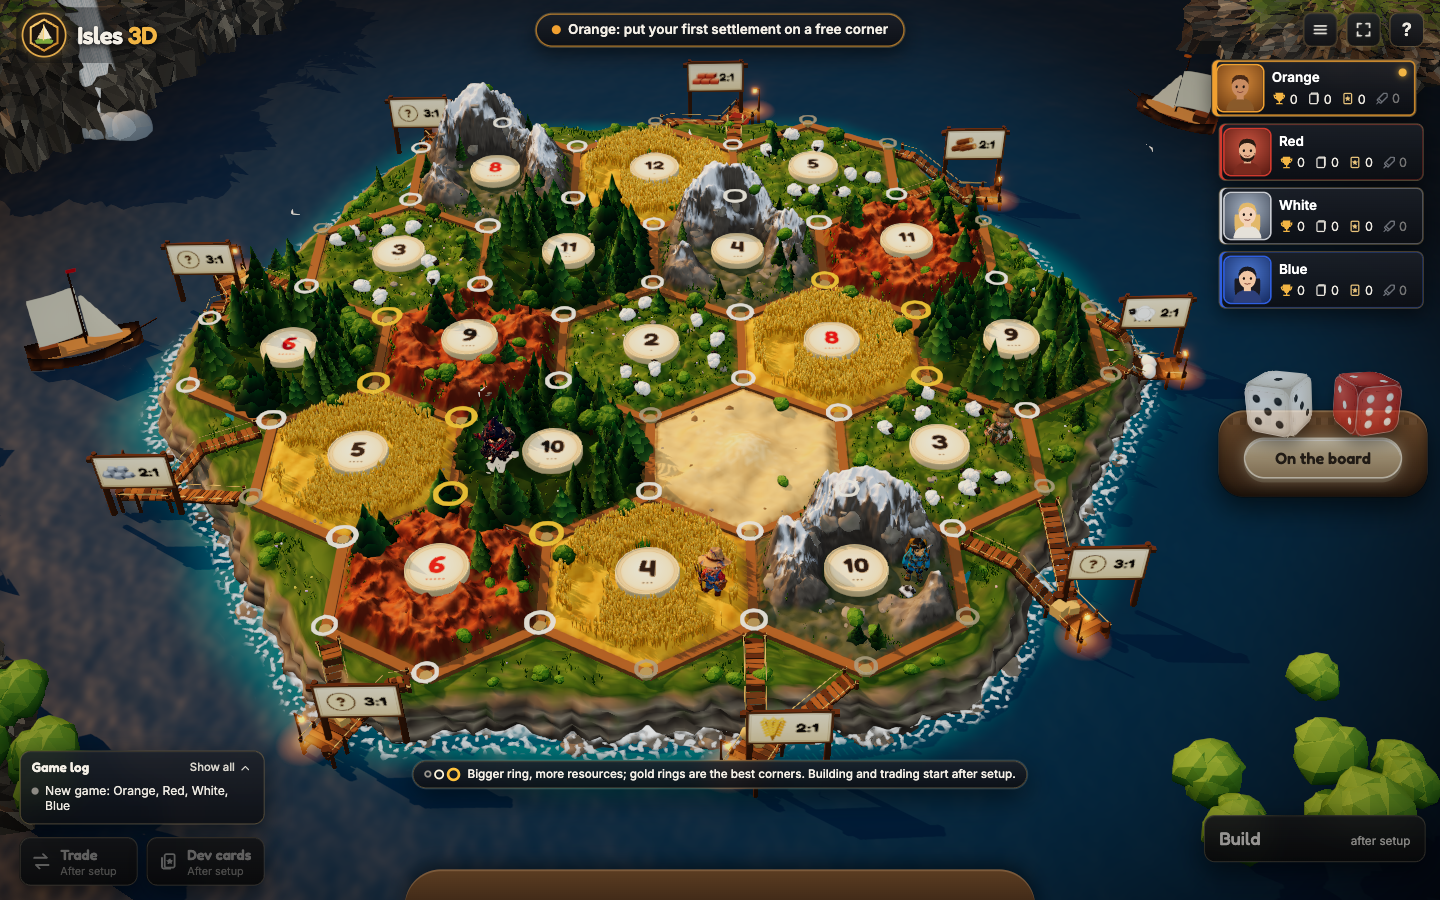 Isles 3D
Orange: put your first settlement on a free corner
?
Orange
0 0 0 0
Red
0 0 0 0
White
0 0 0 0
Blue
0 0 0 0
2:1
? 3:1
2:1
8
12
5
3
11
4
11
? 3:1
2:1
6
9
2
8
9
5
10
3
2:1
6
4
10
? 3:1
? 3:1
2:1
On the board
Bigger ring, more resources; gold rings are the best corners. Building and trading start after setup.
Game log
Show all
New game: Orange, Red, White,
Blue
Trade
After setup
Dev cards
After setup
Build
after setup